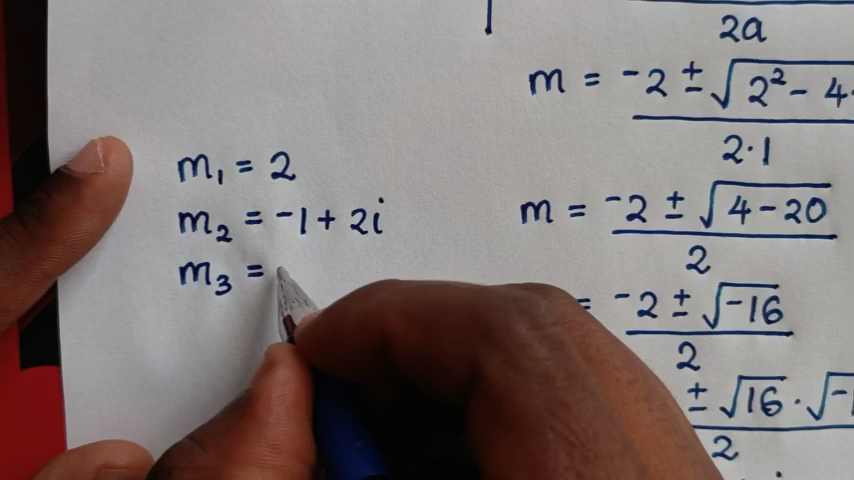 m₁ = 2
m₂ = -1 + 2i
m₃ =
2a
m = -2 ± √2² - 4
2·1
m = -2 ± √4-20
2
= -2 ± √-16
2
± √16 · √-1
2